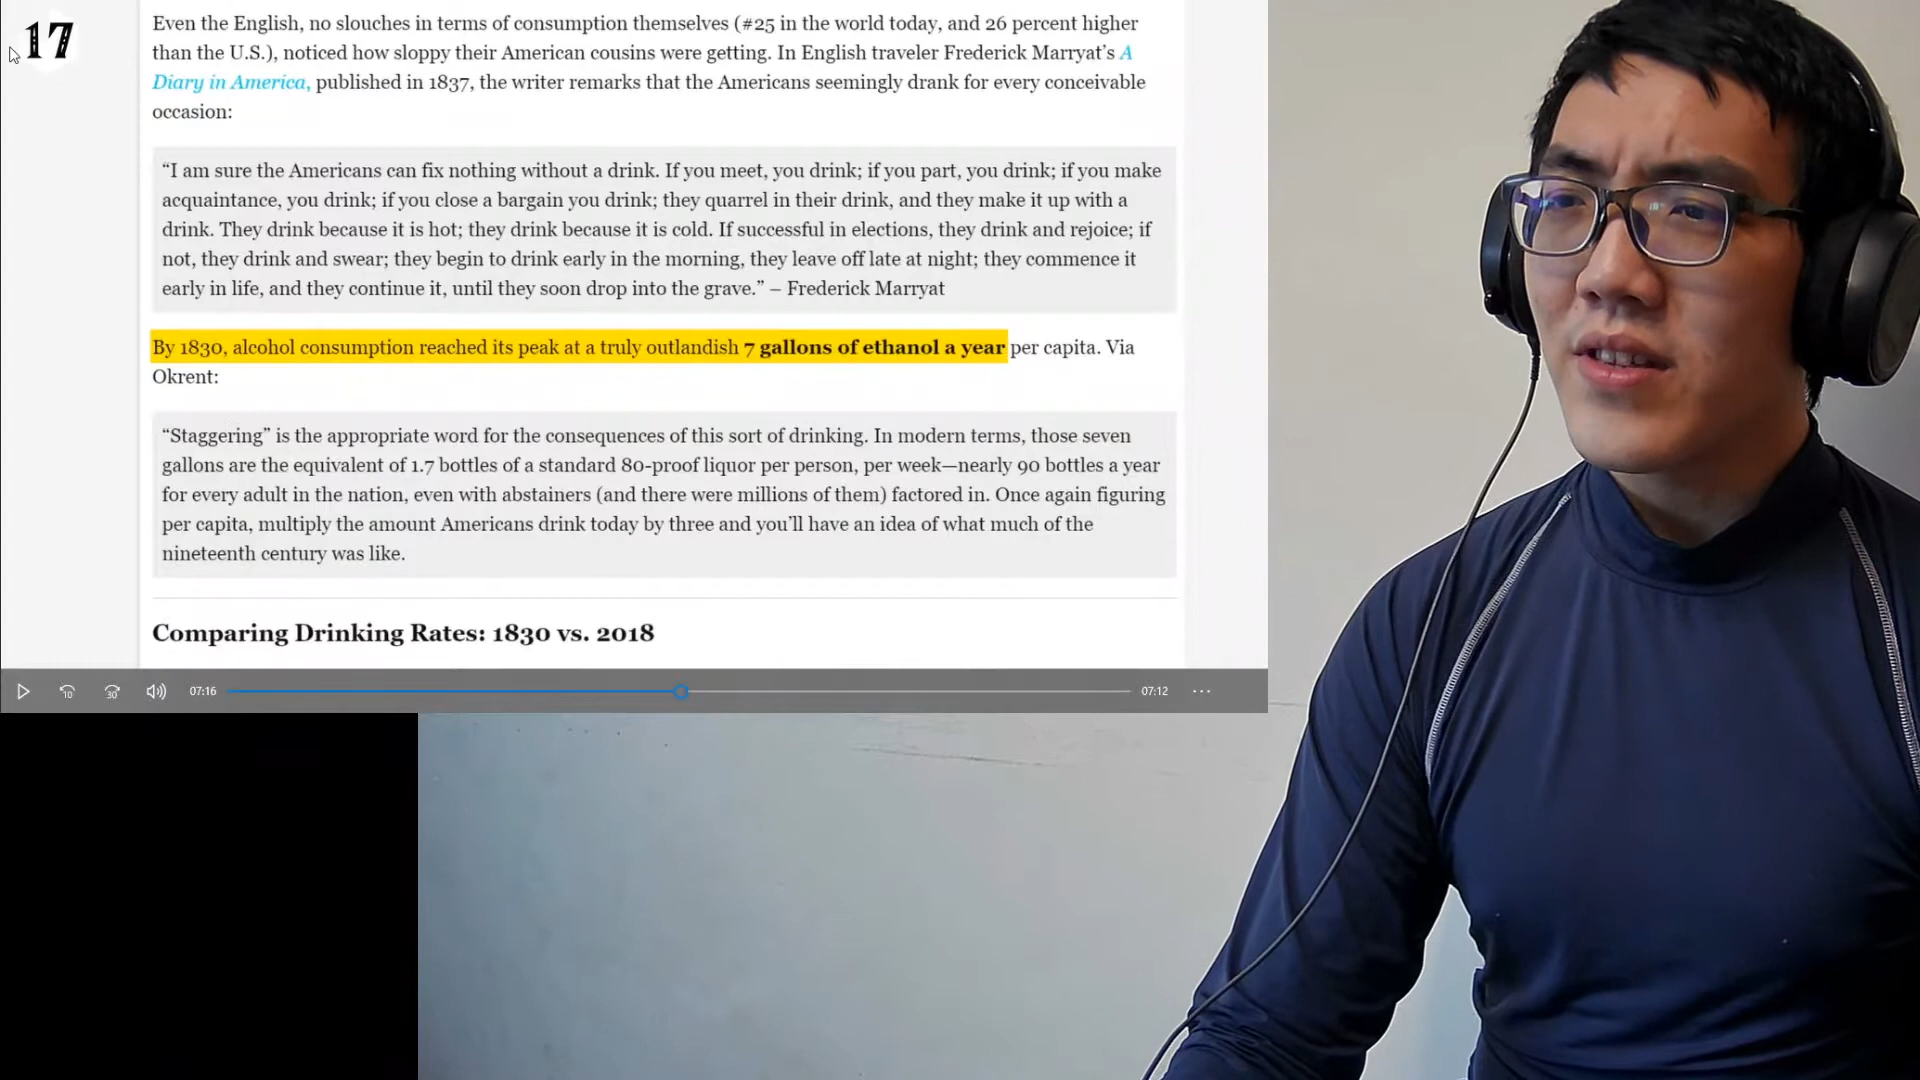 17
Even the English, no slouches in terms of consumption themselves (#25 in the world today, and 26 percent higher
than the U.S.), noticed how sloppy their American cousins were getting. In English traveler Frederick Marryat’s A
Diary in America, published in 1837, the writer remarks that the Americans seemingly drank for every conceivable
occasion:
“I am sure the Americans can fix nothing without a drink. If you meet, you drink; if you part, you drink; if you make
acquaintance, you drink; if you close a bargain you drink; they quarrel in their drink, and they make it up with a
drink. They drink because it is hot; they drink because it is cold. If successful in elections, they drink and rejoice; if
not, they drink and swear; they begin to drink early in the morning, they leave off late at night; they commence it
early in life, and they continue it, until they soon drop into the grave.” – Frederick Marryat
By 1830, alcohol consumption reached its peak at a truly outlandish 7 gallons of ethanol a year per capita. Via
Okrent:
“Staggering” is the appropriate word for the consequences of this sort of drinking. In modern terms, those seven
gallons are the equivalent of 1.7 bottles of a standard 80-proof liquor per person, per week—nearly 90 bottles a year
for every adult in the nation, even with abstainers (and there were millions of them) factored in. Once again figuring
per capita, multiply the amount Americans drink today by three and you’ll have an idea of what much of the
nineteenth century was like.
Comparing Drinking Rates: 1830 vs. 2018
10 30 07:16 07:12